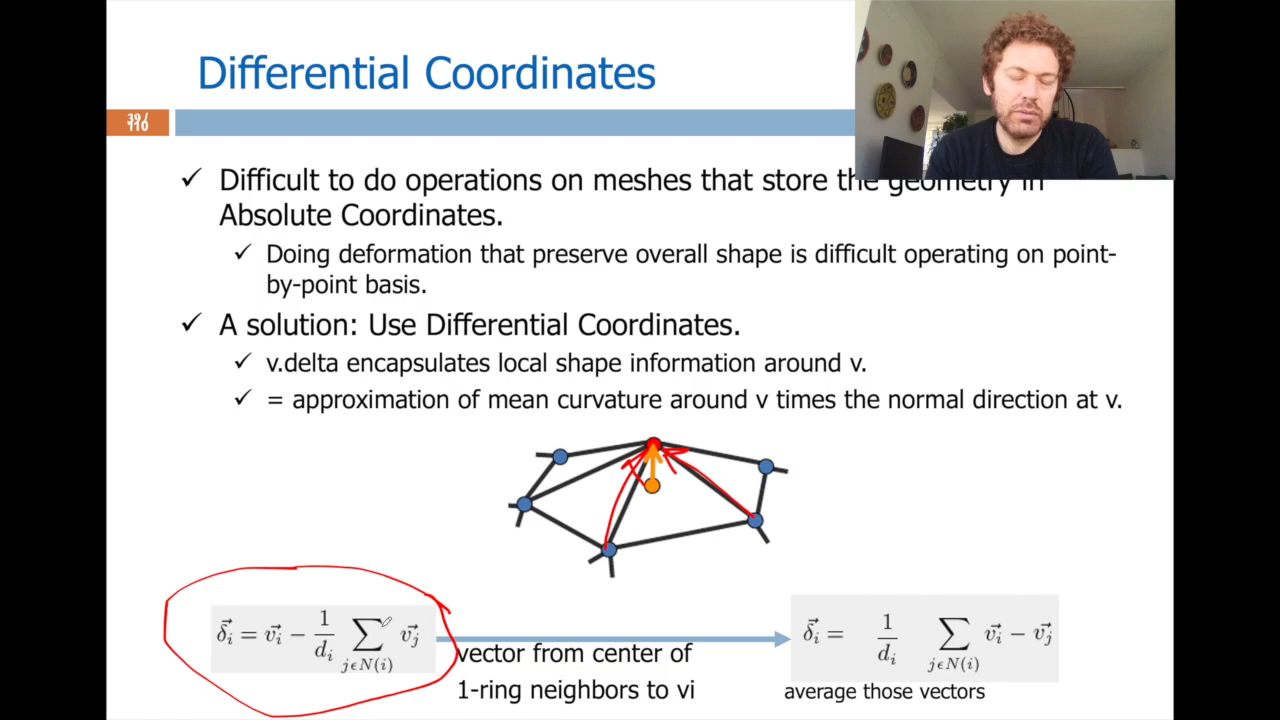 Differential Coordinates
39/
110
✓ Difficult to do operations on meshes that store the geometry in
Absolute Coordinates.
✓ Doing deformation that preserve overall shape is difficult operating on point-
by-point basis.
✓ A solution: Use Differential Coordinates.
✓ v.delta encapsulates local shape information around v.
✓ = approximation of mean curvature around v times the normal direction at v.
δ⃗ᵢ = v⃗ᵢ − 1/dᵢ ∑ j∈N(i) v⃗ⱼ
vector from center of
1-ring neighbors to vi
δ⃗ᵢ = 1/dᵢ ∑ j∈N(i) v⃗ᵢ − v⃗ⱼ
average those vectors